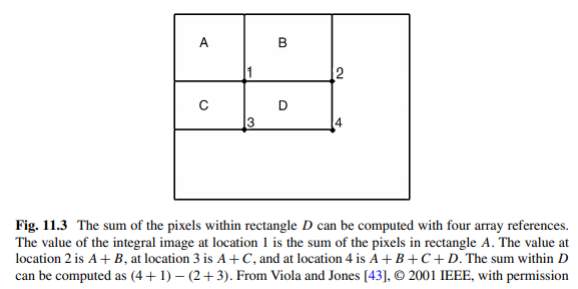 A B
1 2
C D
3 4
Fig. 11.3 The sum of the pixels within rectangle D can be computed with four array references.
The value of the integral image at location 1 is the sum of the pixels in rectangle A. The value at
location 2 is A + B, at location 3 is A + C, and at location 4 is A + B + C + D. The sum within D
can be computed as (4 + 1) – (2 + 3). From Viola and Jones [43], © 2001 IEEE, with permission